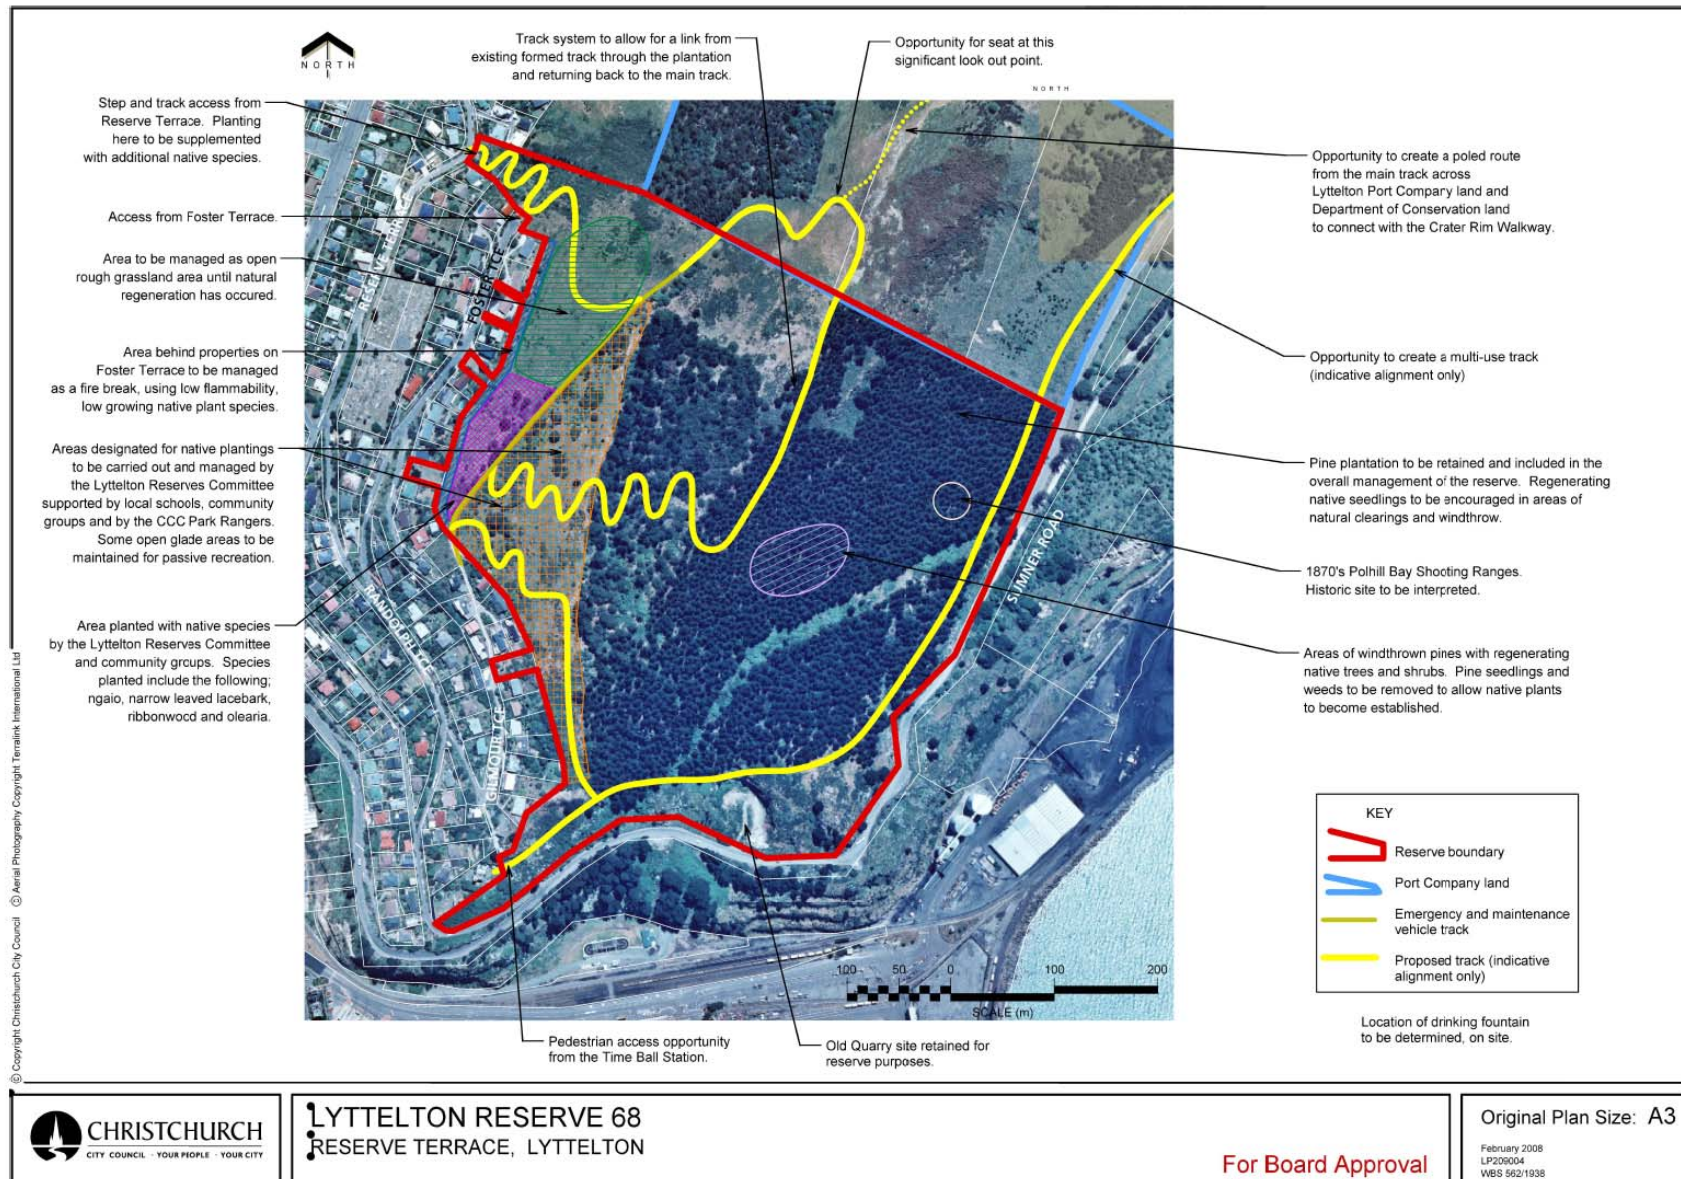 NORTH
Track system to allow for a link from
existing formed track through the plantation
and returning back to the main track.
Opportunity for seat at this
significant look out point.
NORTH
Step and track access from
Reserve Terrace. Planting
here to be supplemented
with additional native species.
Access from Foster Terrace.
Area to be managed as open
rough grassland area until natural
regeneration has occured.
Area behind properties on
Foster Terrace to be managed
as a fire break, using low flammability,
low growing native plant species.
Areas designated for native plantings
to be carried out and managed by
the Lyttelton Reserves Committee
supported by local schools, community
groups and by the CCC Park Rangers.
Some open glade areas to be
maintained for passive recreation.
Area planted with native species
by the Lyttelton Reserves Committee
and community groups. Species
planted include the following;
ngaio, narrow leaved lacebark,
ribbonwood and olearia.
RESERVE TERRACE
FOSTER TCE
RANDOLPH TCE
GILMOUR TCE
SUMNER ROAD
Opportunity to create a poled route
from the main track across
Lyttelton Port Company land and
Department of Conservation land
to connect with the Crater Rim Walkway.
Opportunity to create a multi-use track
(indicative alignment only)
Pine plantation to be retained and included in the
overall management of the reserve. Regenerating
native seedlings to be encouraged in areas of
natural clearings and windthrow.
1870's Polhill Bay Shooting Ranges.
Historic site to be interpreted.
Areas of windthrown pines with regenerating
native trees and shrubs. Pine seedlings and
weeds to be removed to allow native plants
to become established.
KEY
Reserve boundary
Port Company land
Emergency and maintenance
vehicle track
Proposed track (indicative
alignment only)
Location of drinking fountain
to be determined, on site.
100 50 0 100 200
SCALE (m)
Pedestrian access opportunity
from the Time Ball Station.
Old Quarry site retained for
reserve purposes.
© Copyright Christchurch City Council © Aerial Photography Copyright Terralink International Ltd
CHRISTCHURCH
CITY COUNCIL · YOUR PEOPLE · YOUR CITY
LYTTELTON RESERVE 68
RESERVE TERRACE, LYTTELTON
For Board Approval
Original Plan Size: A3
February 2008
LP209004
WBS 562/1938